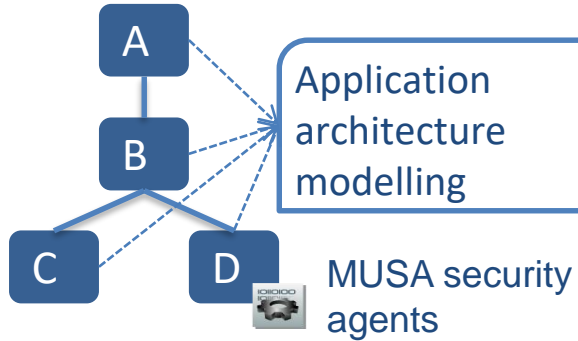 A
Application
architecture
modelling
B
C
D
MUSA security
agents